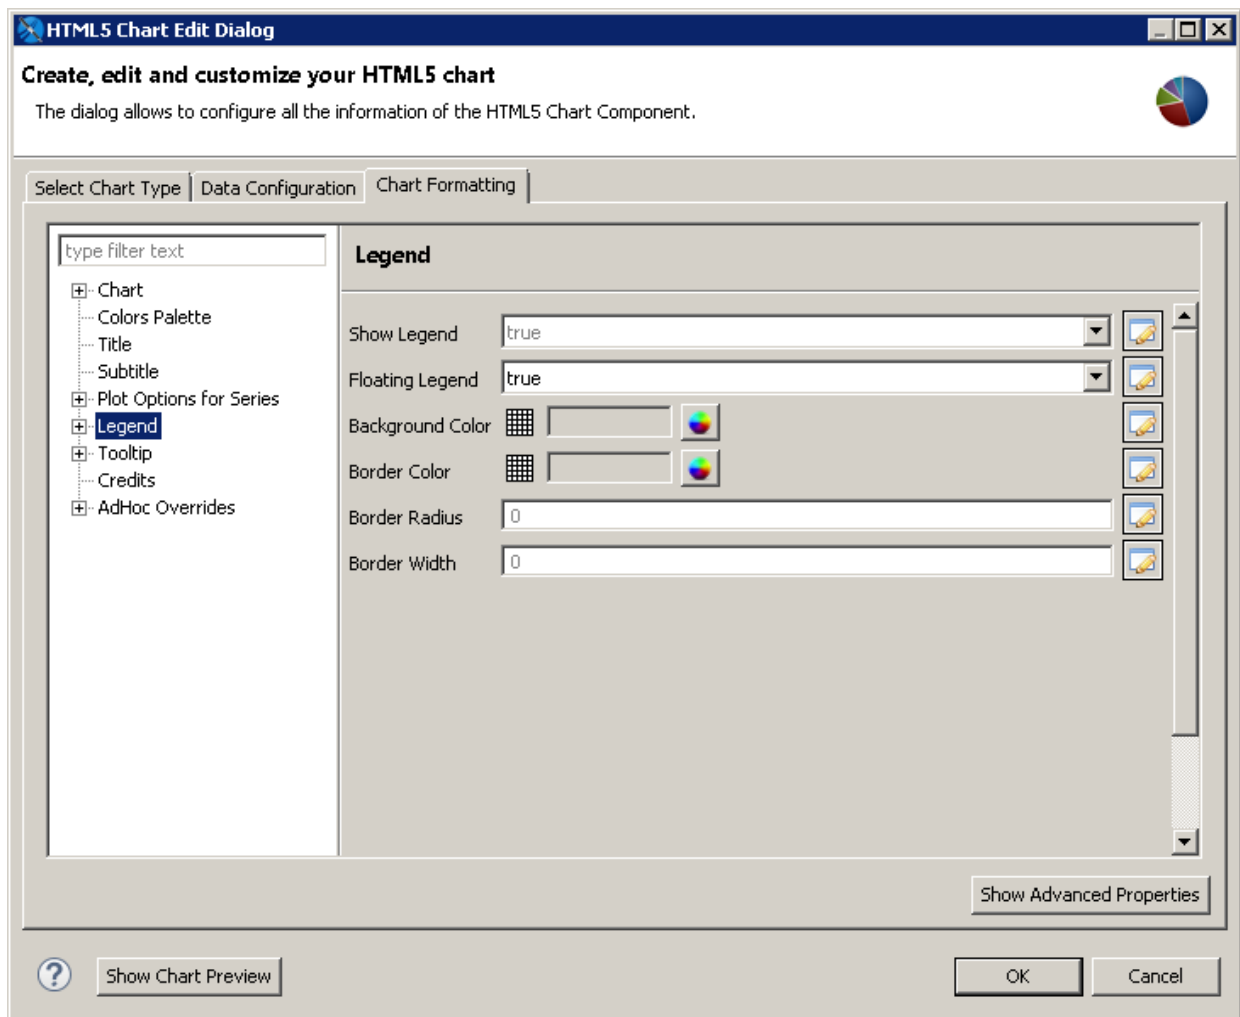 HTML5 Chart Edit Dialog
Create, edit and customize your HTML5 chart
The dialog allows to configure all the information of the HTML5 Chart Component.
Select Chart Type Data Configuration Chart Formatting
type filter text
Chart
Colors Palette
Title
Subtitle
Plot Options for Series
Legend
Tooltip
Credits
AdHoc Overrides
Legend
Show Legend true
Floating Legend true
Background Color
Border Color
Border Radius 0
Border Width 0
Show Advanced Properties
? Show Chart Preview OK Cancel